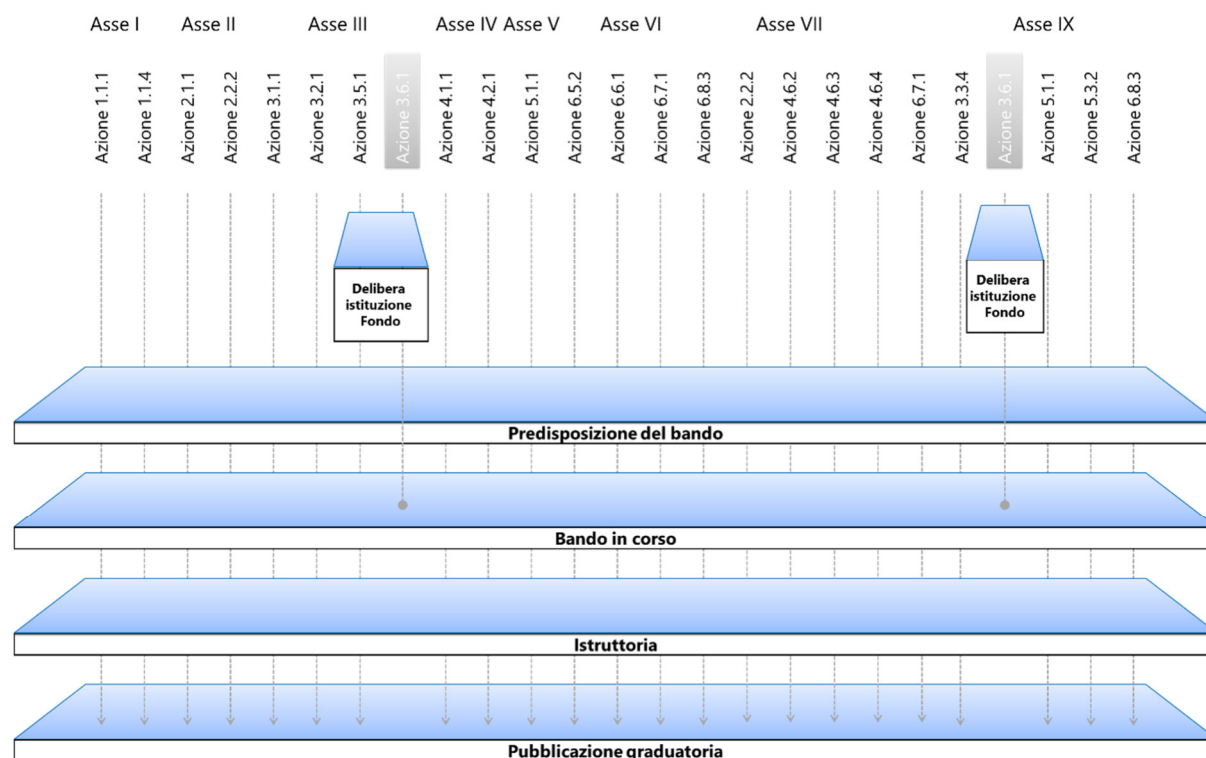 Asse I Asse II Asse III Asse IV Asse V Asse VI Asse VII Asse IX
Azione 1.1.1
Azione 1.1.4
Azione 2.1.1
Azione 2.2.2
Azione 3.1.1
Azione 3.2.1
Azione 3.5.1
Azione 3.6.1
Azione 4.1.1
Azione 4.2.1
Azione 5.1.1
Azione 6.5.2
Azione 6.6.1
Azione 6.7.1
Azione 6.8.3
Azione 2.2.2
Azione 4.6.2
Azione 4.6.3
Azione 4.6.4
Azione 6.7.1
Azione 3.3.4
Azione 3.6.1
Azione 5.1.1
Azione 5.3.2
Azione 6.8.3
Delibera
istituzione
Fondo
Delibera
istituzione
Fondo
Predisposizione del bando
Bando in corso
Istruttoria
Pubblicazione graduatoria